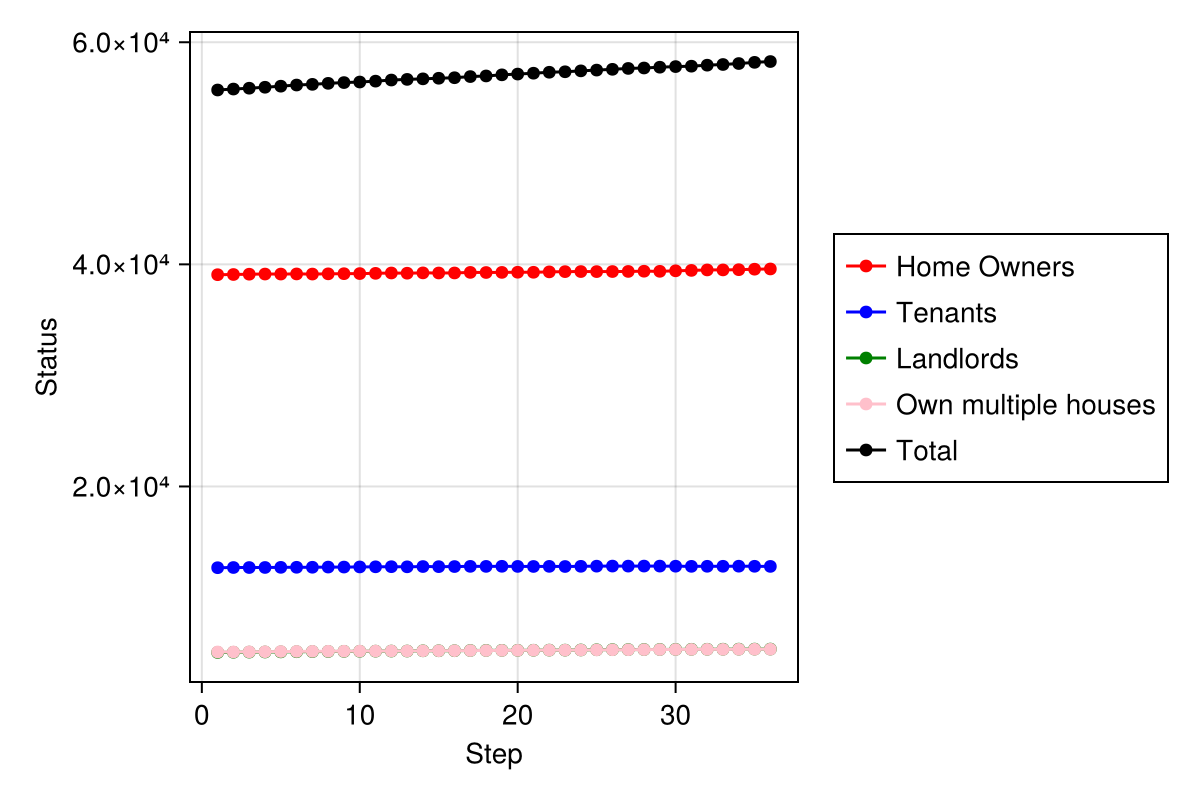 6.0×10⁴
4.0×10⁴
2.0×10⁴
Status
0 10 20 30
Step
Home Owners
Tenants
Landlords
Own multiple houses
Total